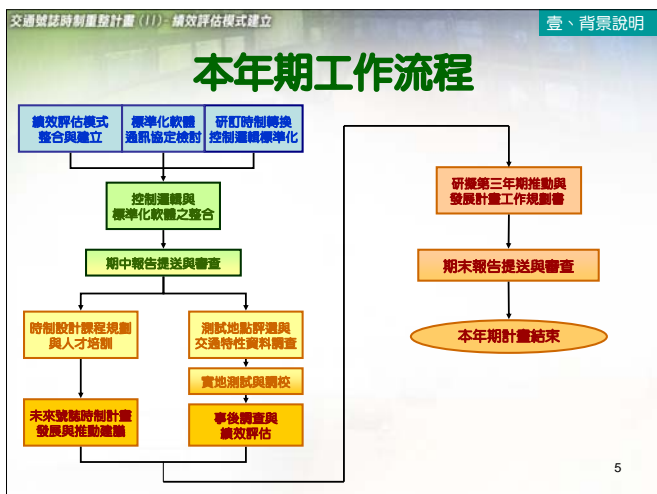 交通號誌時制重整計畫(II)-績效評估模式建立
壹、背景說明
本年期工作流程
績效評估模式
整合與建立
標準化軟體
通訊協定檢討
研訂時制轉換
控制邏輯標準化
控制邏輯與
標準化軟體之整合
期中報告提送與審查
時制設計課程規劃
與人才培訓
測試地點評選與
交通特性資料調查
實地測試與調校
未來號誌時制計畫
發展與推動建議
事後調查與
績效評估
研擬第三年期推動與
發展計畫工作規劃書
期末報告提送與審查
本年期計畫結束
5